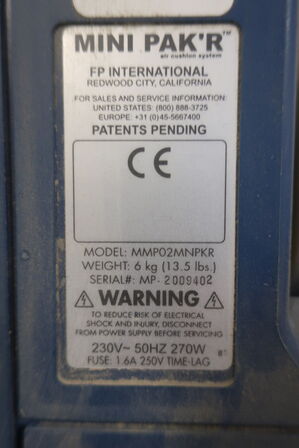 MINI PAK'R™
air cushion system
FP INTERNATIONAL
REDWOOD CITY, CALIFORNIA
FOR SALES AND SERVICE INFORMATION:
UNITED STATES: (800) 888-3725
EUROPE: +31 (0)45-5667400
PATENTS PENDING
CE
MODEL: MMP02MNPKR
WEIGHT: 6 kg (13.5 lbs.)
SERIAL#: MP- 2009402
WARNING
TO REDUCE RISK OF ELECTRICAL
SHOCK AND INJURY, DISCONNECT
FROM POWER SUPPLY BEFORE SERVICING
230V~ 50HZ 270W
FUSE: 1.6A 250V TIME-LAG